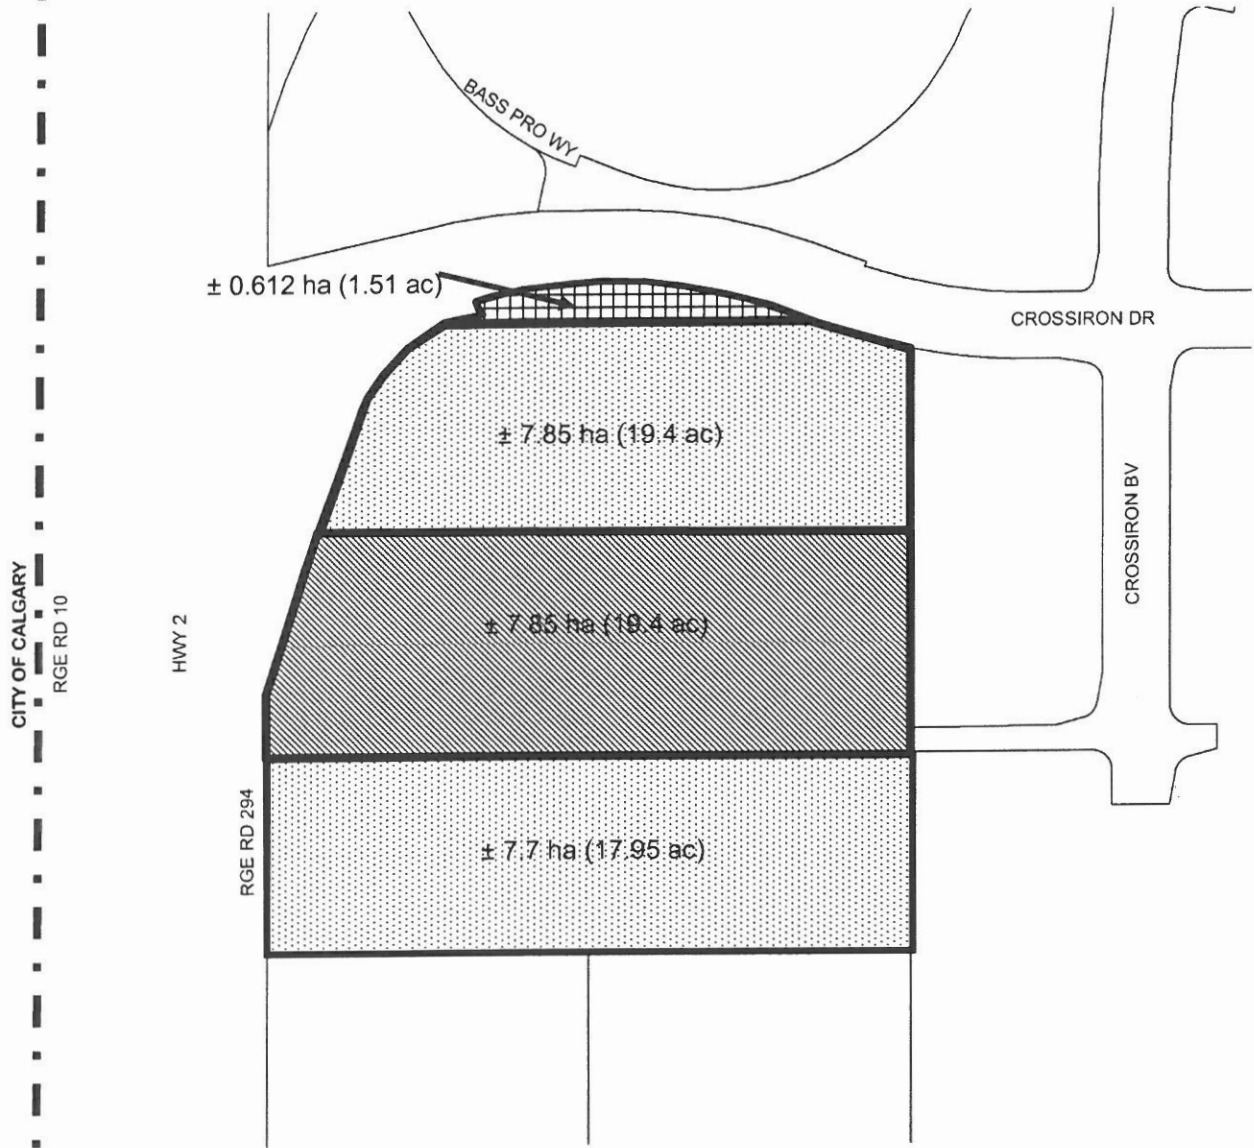 BASS PRO WY
± 0.612 ha (1.51 ac)
CROSSIRON DR
± 7.85 ha (19.4 ac)
CROSSIRON BV
CITY OF CALGARY
RGE RD 10
HWY 2
± 7.85 ha (19.4 ac)
RGE RD 294
± 7.7 ha (17.95 ac)